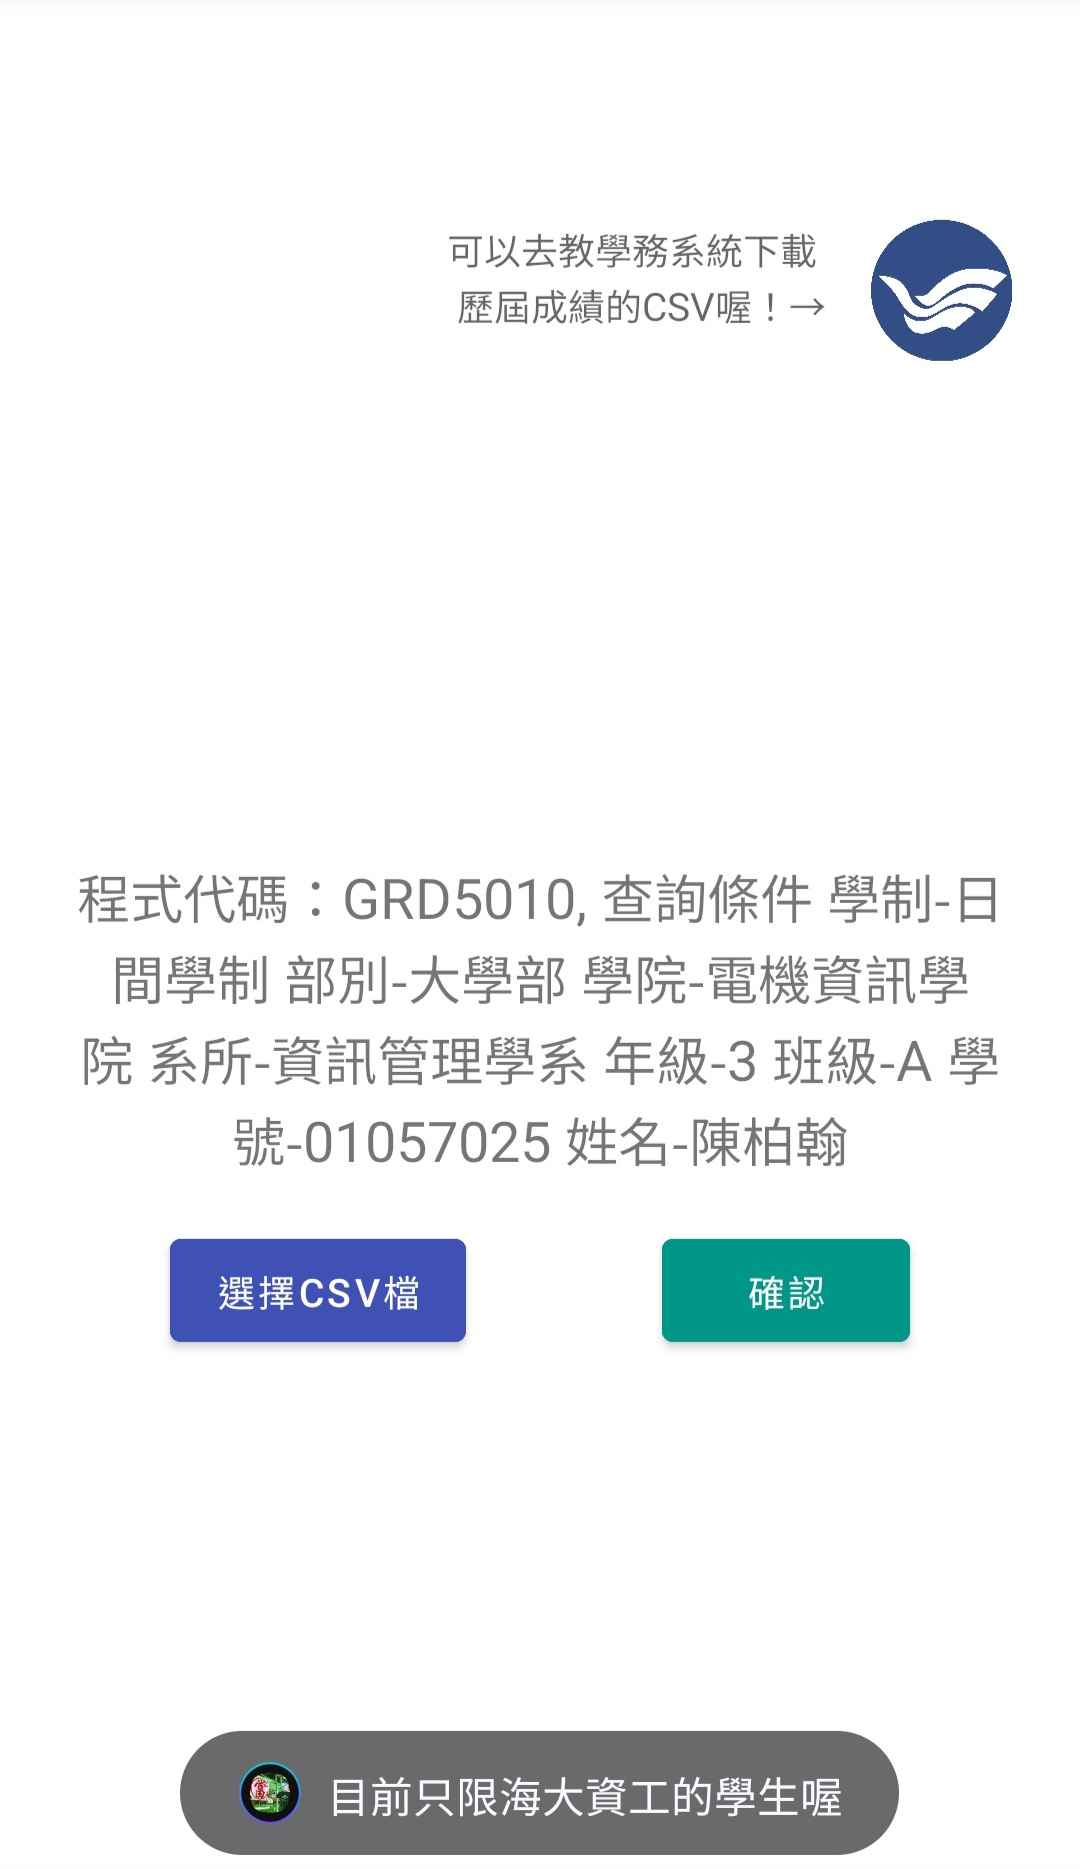 可以去教學務系統下載
歷屆成績的CSV喔！→
程式代碼：GRD5010, 查詢條件 學制-日
間學制 部別-大學部 學院-電機資訊學
院 系所-資訊管理學系 年級-3 班級-A 學
號-01057025 姓名-陳柏翰
選擇CSV檔
確認
目前只限海大資工的學生喔